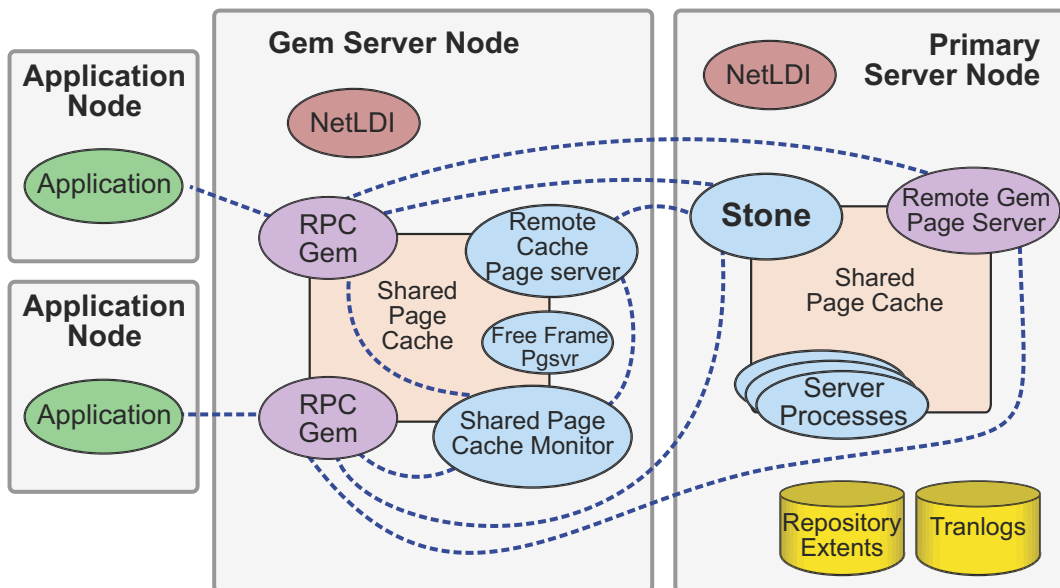 Application
Node
Application
Application
Node
Application
Gem Server Node
NetLDI
RPC
Gem
Remote
Cache
Page server
Shared
Page
Cache
Free Frame
Pgsvr
RPC
Gem
Shared Page
Cache Monitor
Primary
Server Node
NetLDI
Stone
Remote Gem
Page Server
Shared
Page Cache
Server
Processes
Repository
Extents
Tranlogs